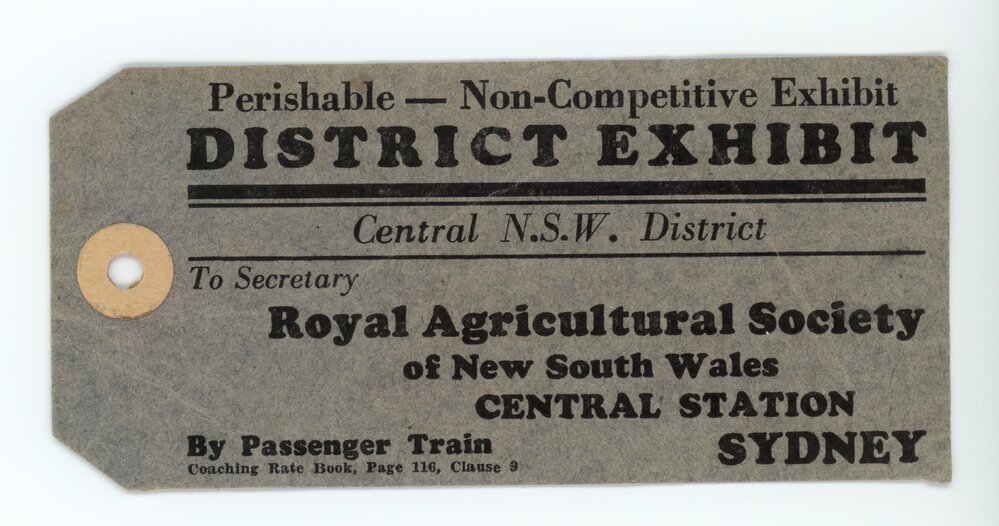 Perishable — Non-Competitive Exhibit
DISTRICT EXHIBIT
Central N.S.W. District
To Secretary
Royal Agricultural Society
of New South Wales
CENTRAL STATION
By Passenger Train SYDNEY
Coaching Rate Book, Page 116, Clause 9